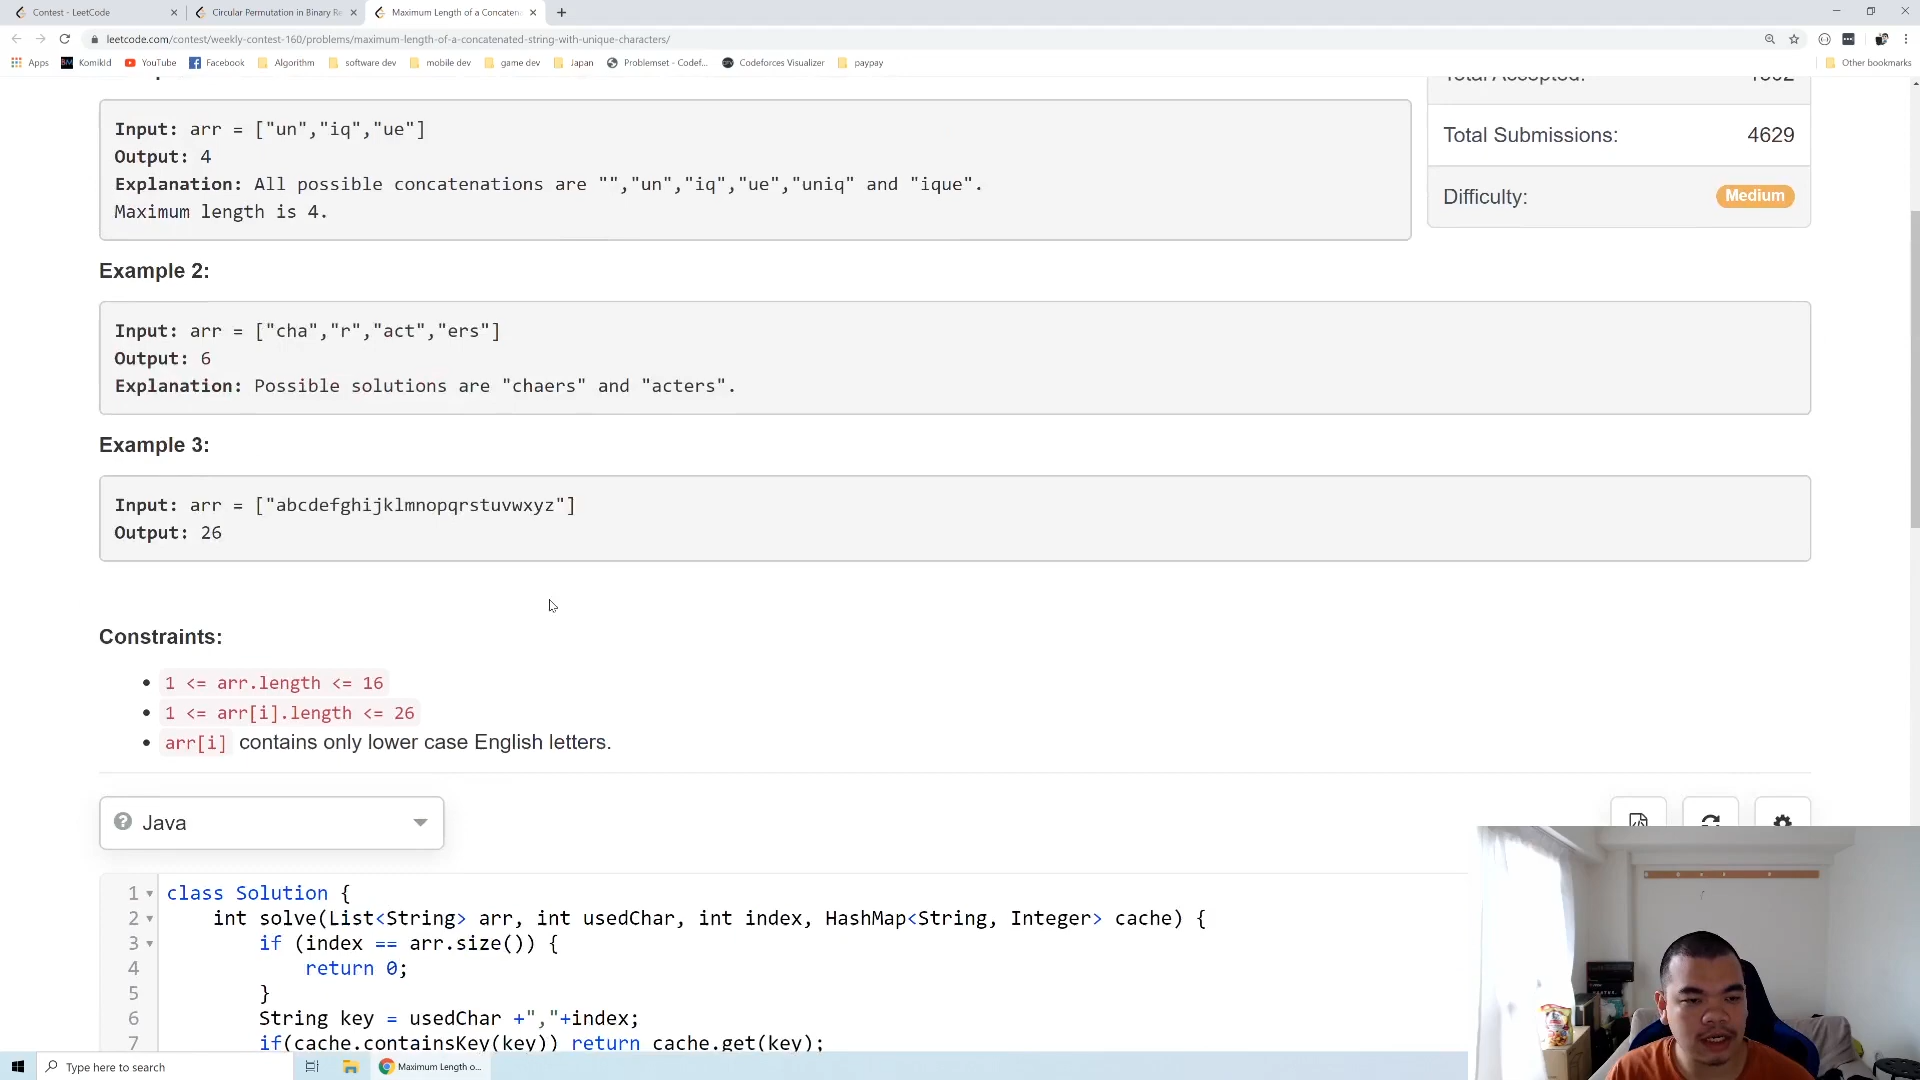 Contest - LeetCode
Circular Permutation in Binary Re
Maximum Length of a Concaten
leetcode.com/contest/weekly-contest-160/problems/maximum-length-of-a-concatenated-string-with-unique-characters/
Apps Komikid YouTube Facebook Algorithm software dev mobile dev game dev Japan Problemset - Codef... Codeforces Visualizer paypay Other bookmarks
Total Accepted:
Input: arr = ["un","iq","ue"]
Output: 4
Explanation: All possible concatenations are "","un","iq","ue","uniq" and "ique".
Maximum length is 4.
Total Submissions: 4629
Difficulty: Medium
Example 2:
Input: arr = ["cha","r","act","ers"]
Output: 6
Explanation: Possible solutions are "chaers" and "acters".
Example 3:
Input: arr = ["abcdefghijklmnopqrstuvwxyz"]
Output: 26
Constraints:
1 <= arr.length <= 16
1 <= arr[i].length <= 26
arr[i] contains only lower case English letters.
Java
1 class Solution {
2 int solve(List<String> arr, int usedChar, int index, HashMap<String, Integer> cache) {
3 if (index == arr.size()) {
4 return 0;
5 }
6 String key = usedChar +","+index;
7 if(cache.containsKey(key)) return cache.get(key);
Type here to search
Maximum Length o...